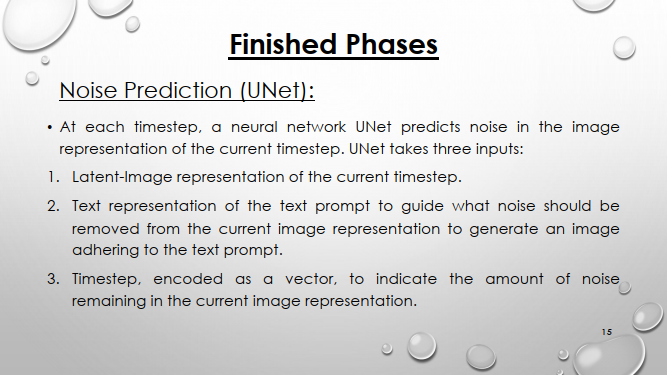 Finished Phases
Noise Prediction (UNet):
• At each timestep, a neural network UNet predicts noise in the image
representation of the current timestep. UNet takes three inputs:
1. Latent-Image representation of the current timestep.
2. Text representation of the text prompt to guide what noise should be
removed from the current image representation to generate an image
adhering to the text prompt.
3. Timestep, encoded as a vector, to indicate the amount of noise
remaining in the current image representation.
15